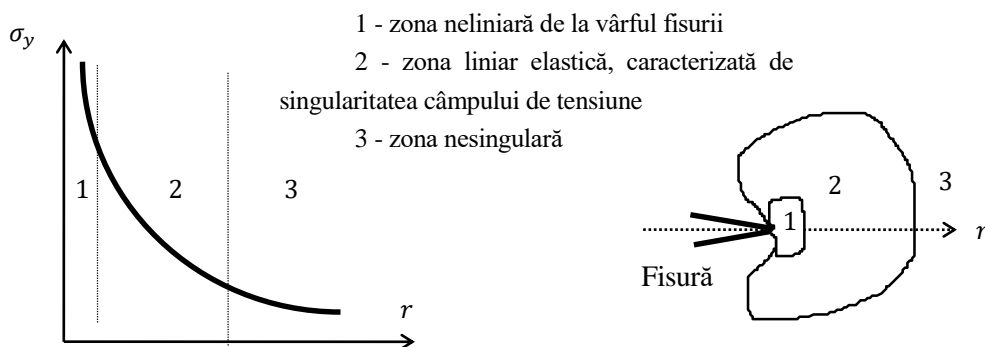 1 - zona neliniară de la vârful fisurii
2 - zona liniar elastică, caracterizată de
singularitatea câmpului de tensiune
3 - zona nesingulară
σy
1
2
3
r
2
3
1
r
Fisură